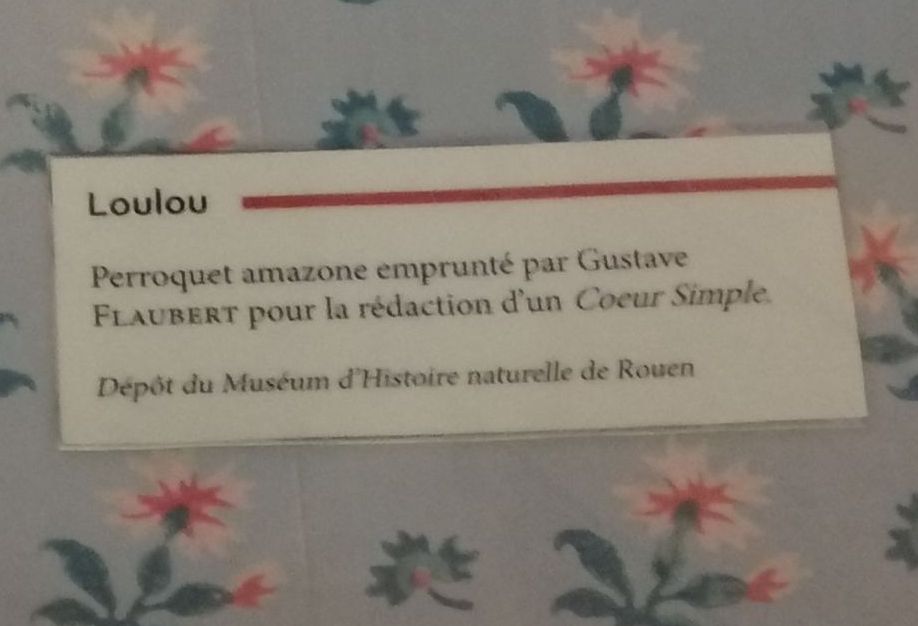 Loulou
Perroquet amazone emprunté par Gustave
FLAUBERT pour la rédaction d'un Coeur Simple.
Dépôt du Muséum d'Histoire naturelle de Rouen